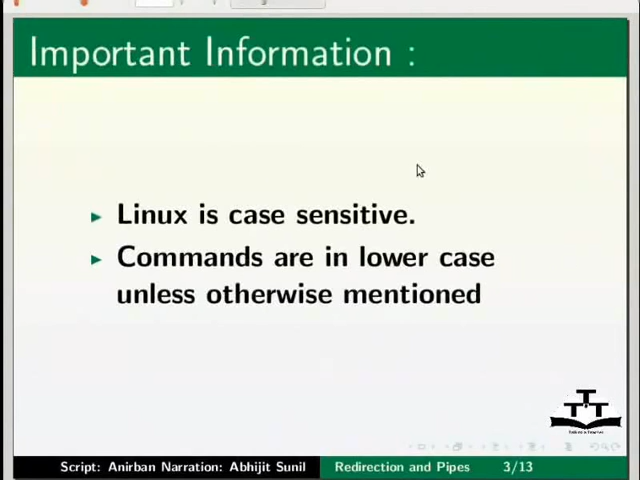 Important Information :
Linux is case sensitive.
Commands are in lower case
unless otherwise mentioned
TTT
Script: Anirban Narration: Abhijit Sunil
Redirection and Pipes
3/13